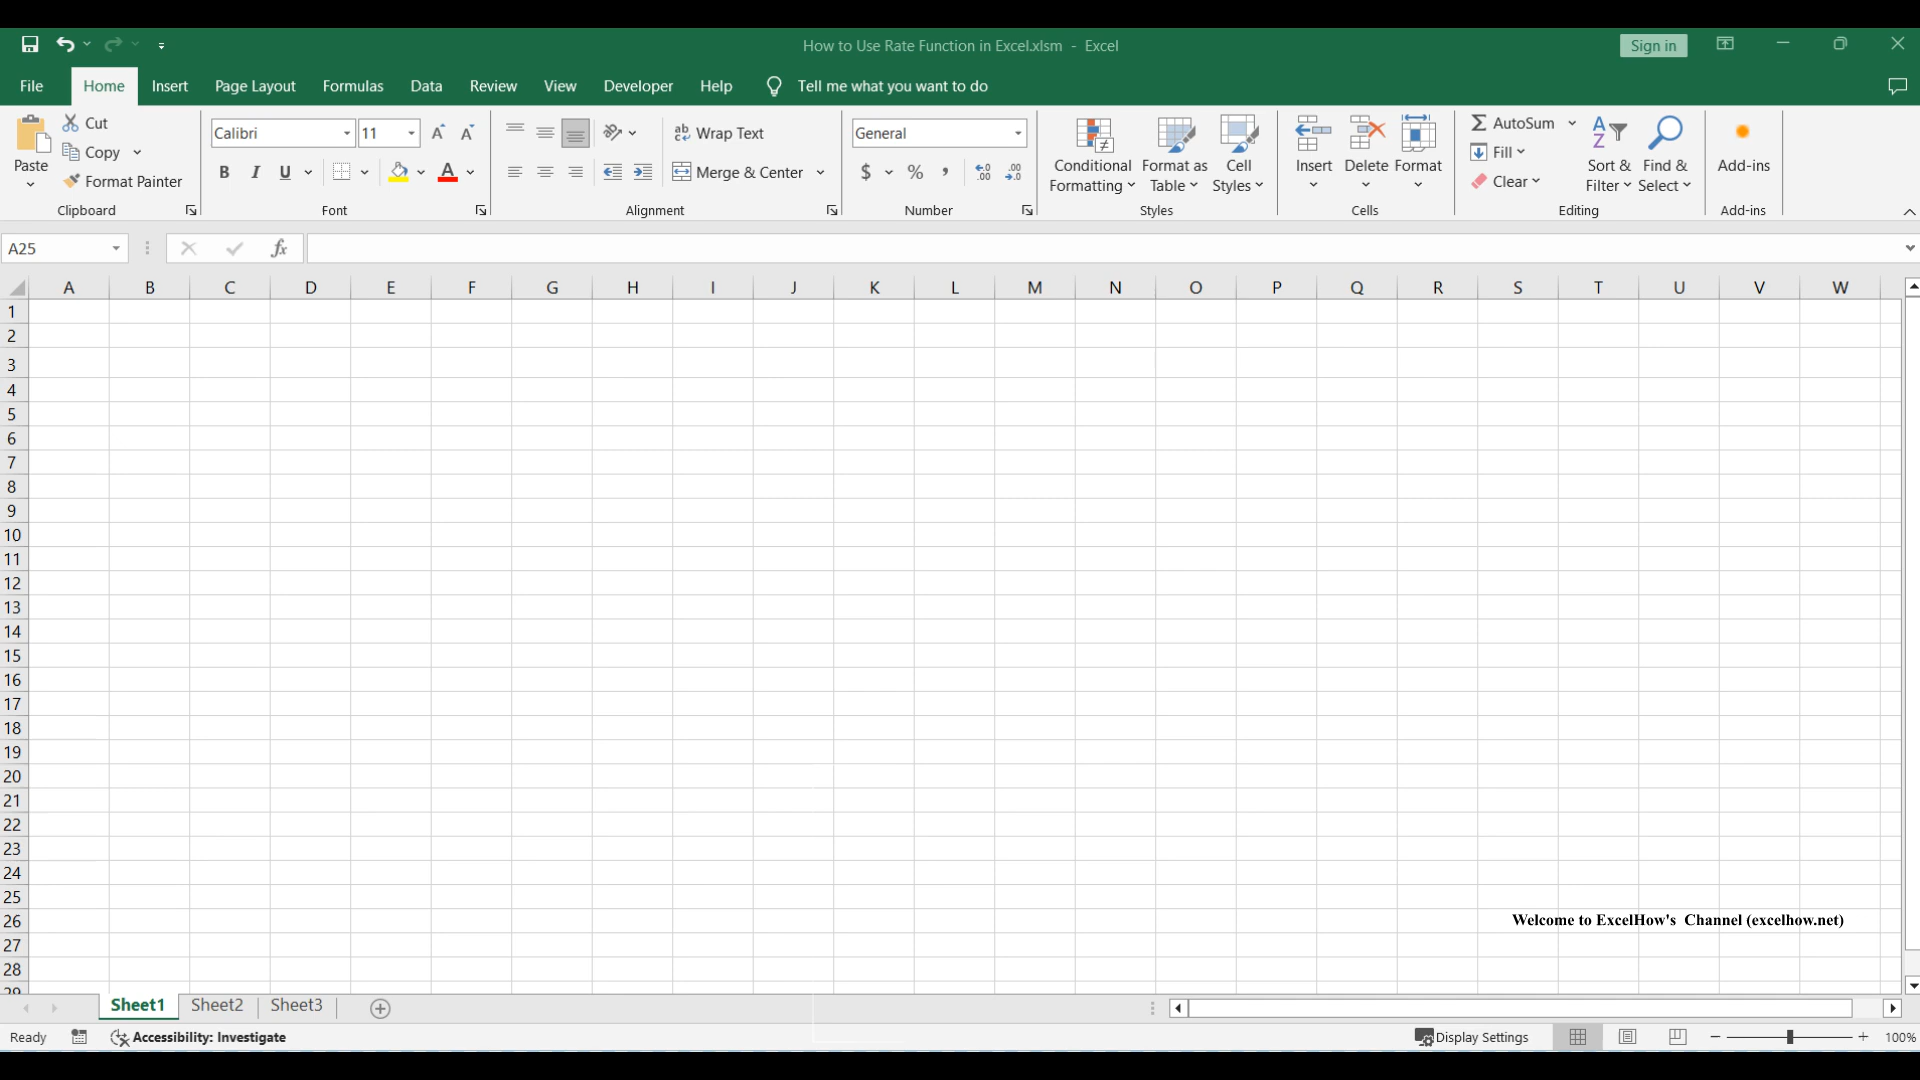 How to Use Rate Function in Excel.xlsm - Excel
Sign in
File Home Insert Page Layout Formulas Data Review View Developer Help Tell me what you want to do
Paste
Cut
Copy
Format Painter
Clipboard
Calibri 11
B I U A
Font
ab Wrap Text
Merge & Center
Alignment
General
$ % ,
Number
Conditional Formatting
Format as Table
Cell Styles
Styles
Insert Delete Format
Cells
AutoSum
Fill
Clear
Sort & Filter
Find & Select
Editing
Add-ins
Add-ins
A25 fx
A B C D E F G H I J K L M N O P Q R S T U V W
1
2
3
4
5
6
7
8
9
10
11
12
13
14
15
16
17
18
19
20
21
22
23
24
25
26
Welcome to ExcelHow's Channel (excelhow.net)
27
28
29
Sheet1 Sheet2 Sheet3
Ready Accessibility: Investigate Display Settings 100%